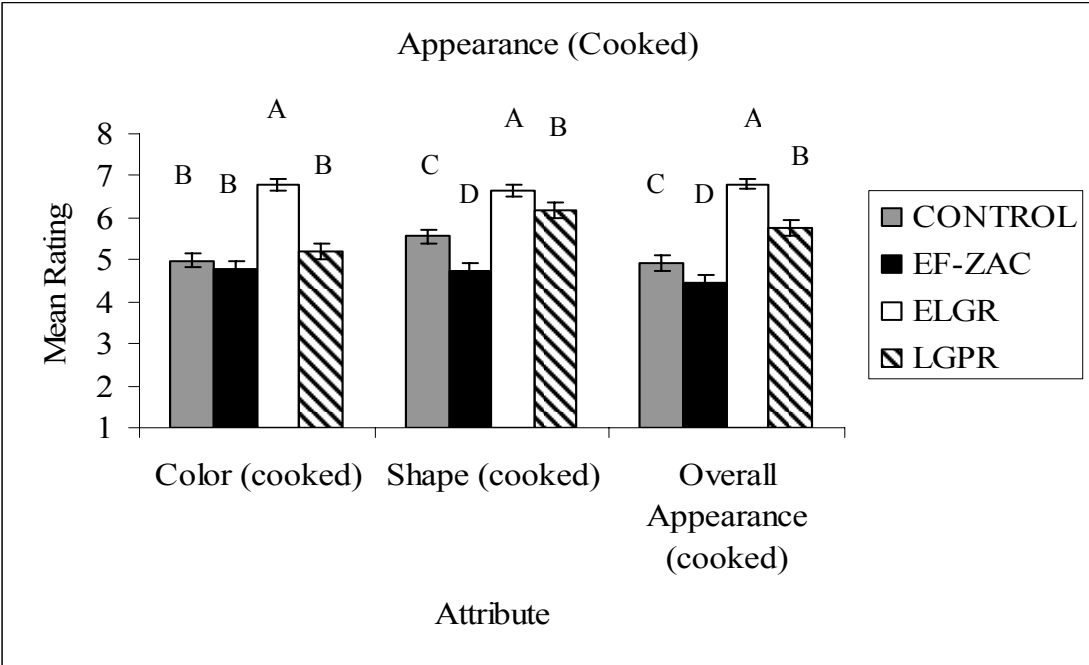 Appearance (Cooked)
A
A
B
A
B
B
B
C
D
C
D
B
8
7
6
5
4
3
2
1
Mean Rating
CONTROL
EF-ZAC
ELGR
LGPR
Color (cooked)
Shape (cooked)
Overall
Appearance
(cooked)
Attribute